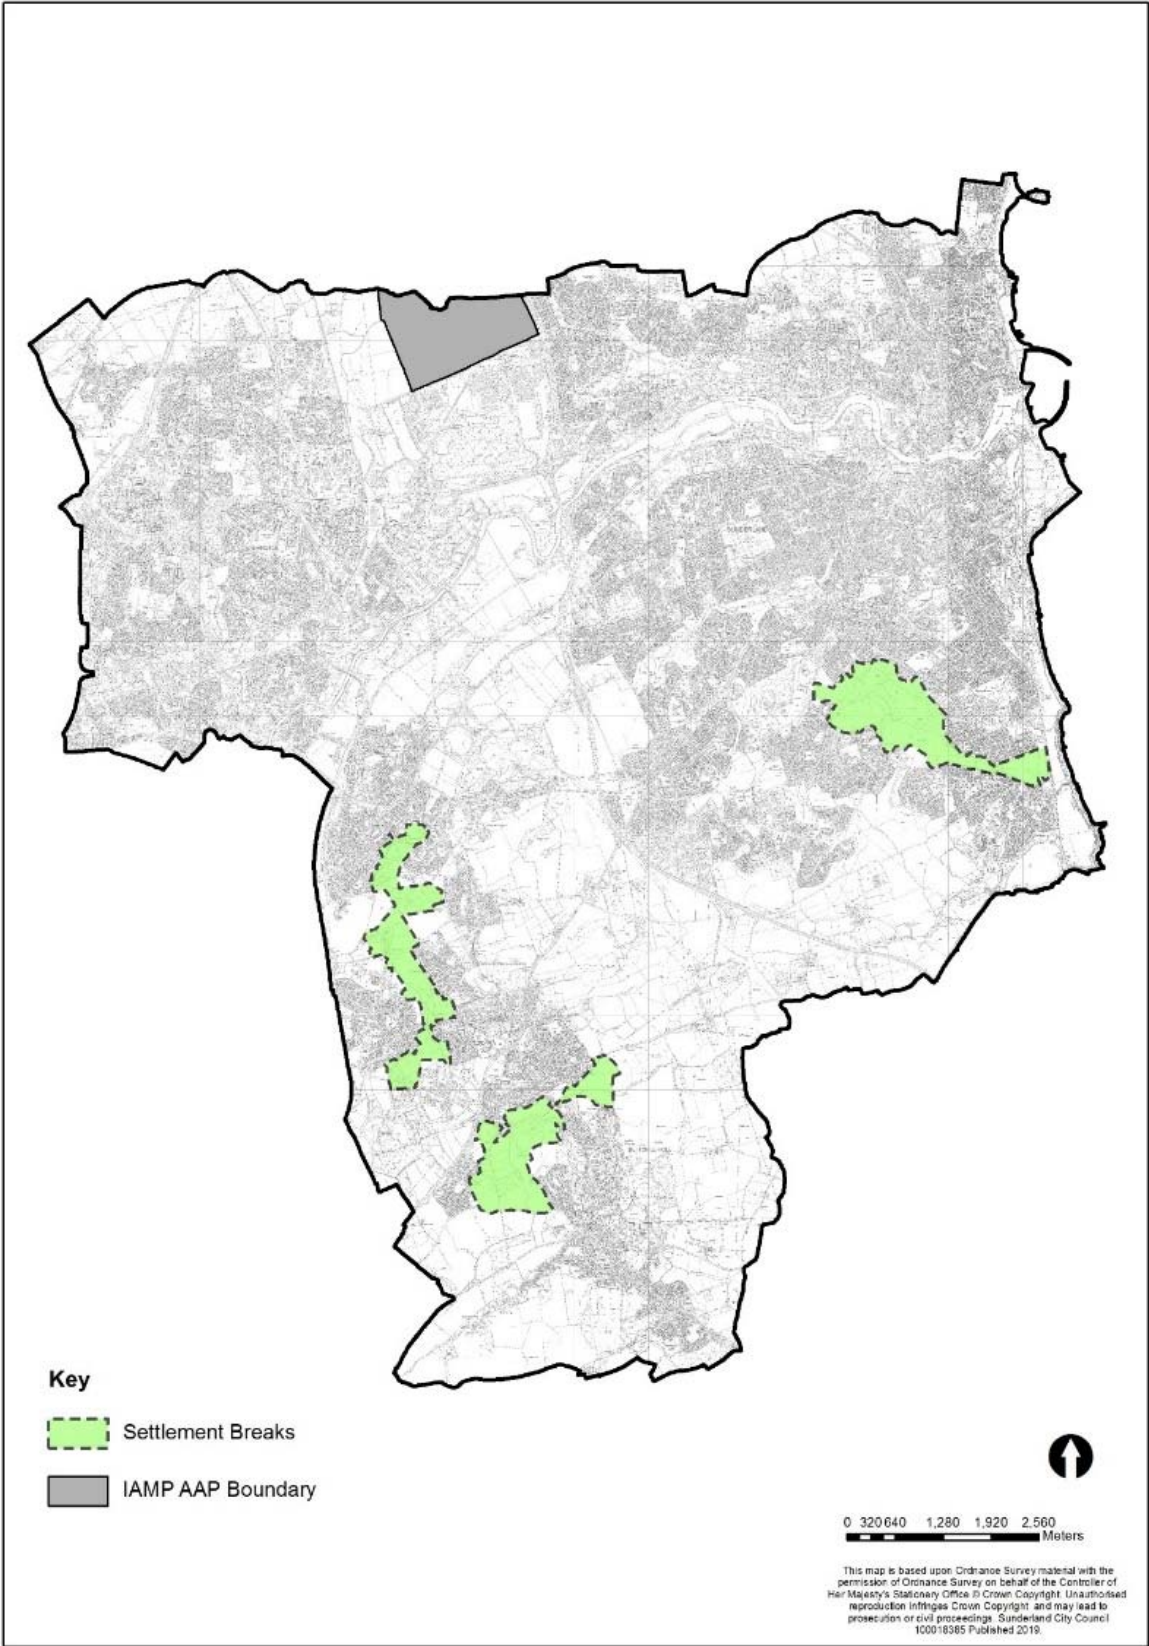 SUNDERLAND
Key
Settlement Breaks
IAMP AAP Boundary
0 320 640 1,280 1,920 2,560
Meters
This map is based upon Ordnance Survey material with the
permission of Ordnance Survey on behalf of the Controller of
Her Majesty's Stationery Office © Crown Copyright. Unauthorised
reproduction infringes Crown Copyright and may lead to
prosecution or civil proceedings. Sunderland City Council
100018385 Published 2019.